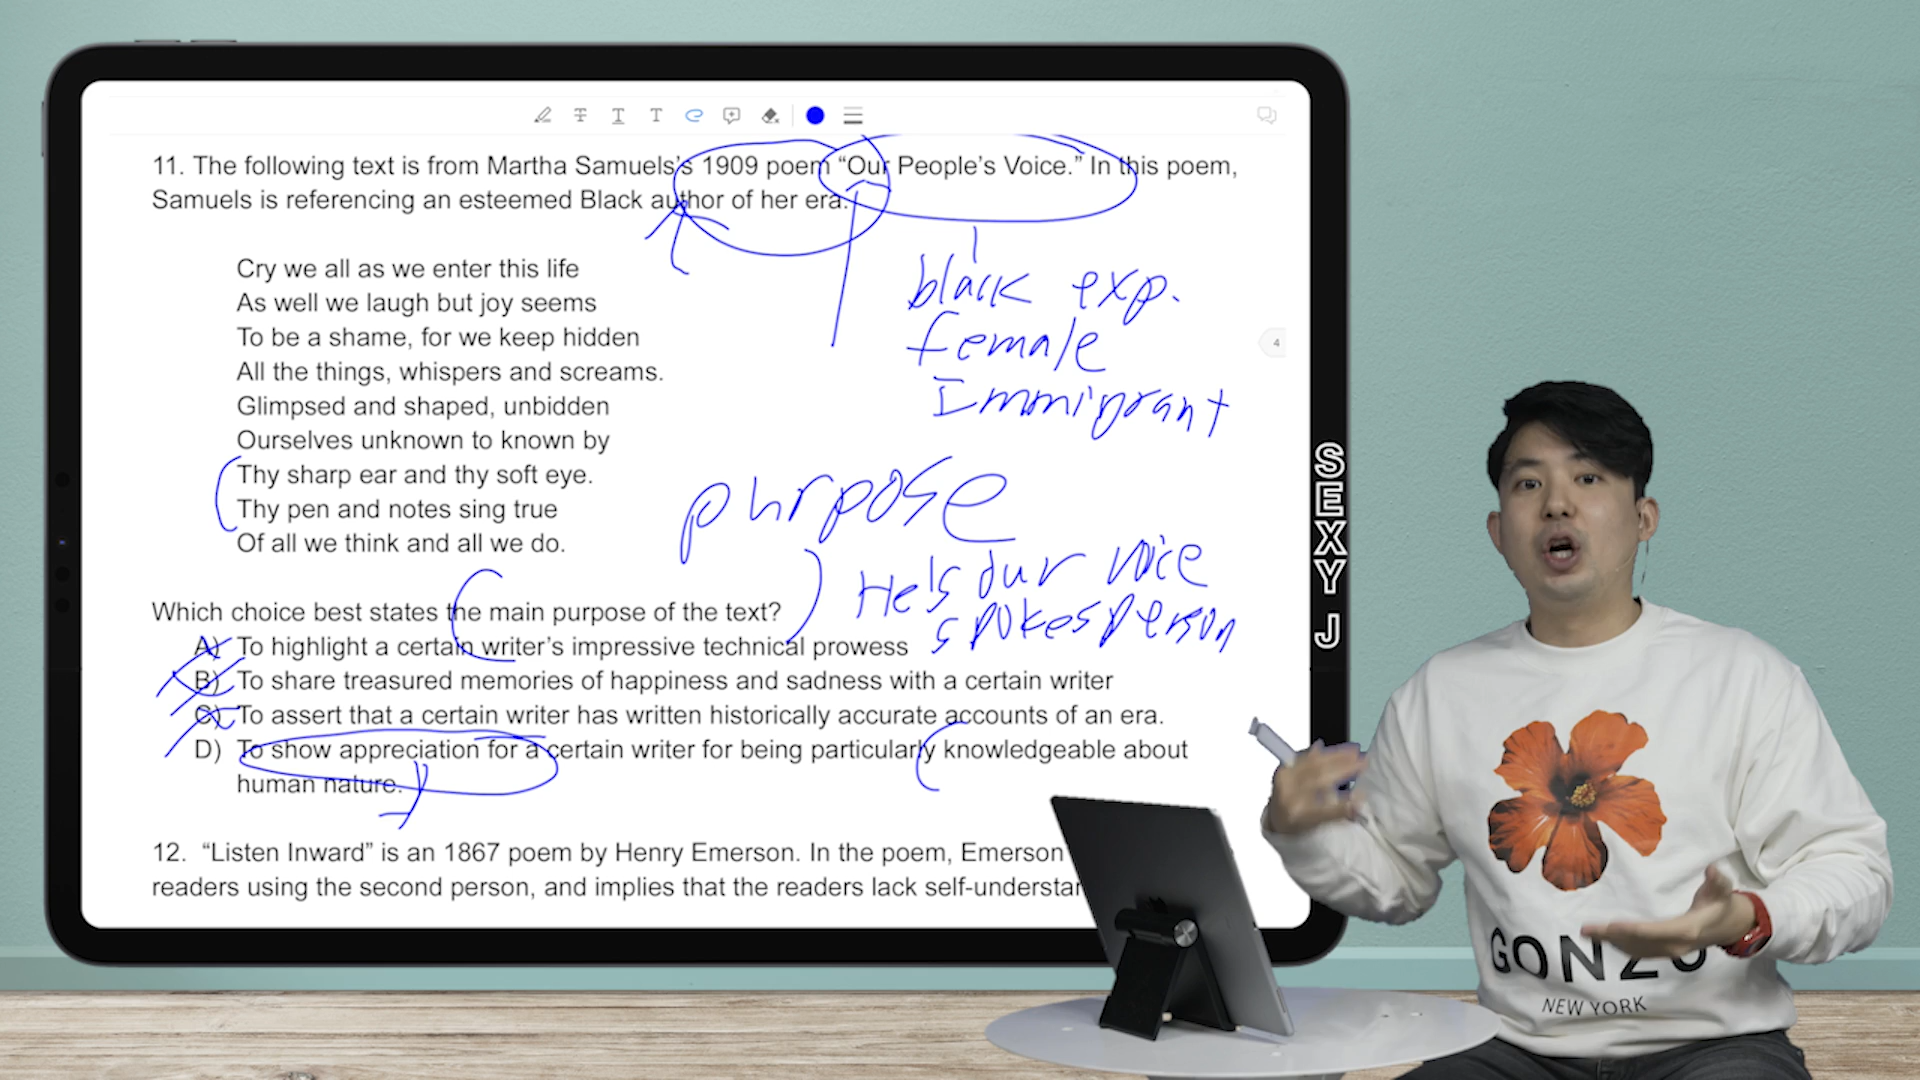 11. The following text is from Martha Samuels's 1909 poem “Our People's Voice.” In this poem,
Samuels is referencing an esteemed Black author of her era.
Cry we all as we enter this life
As well we laugh but joy seems
To be a shame, for we keep hidden
All the things, whispers and screams.
Glimpsed and shaped, unbidden
Ourselves unknown to known by
Thy sharp ear and thy soft eye.
Thy pen and notes sing true
Of all we think and all we do.
black exp.
female
Immigrant
purpose
He's our voice
spokesperson
4
Which choice best states the main purpose of the text?
A) To highlight a certain writer's impressive technical prowess
B) To share treasured memories of happiness and sadness with a certain writer
C) To assert that a certain writer has written historically accurate accounts of an era.
D) To show appreciation for a certain writer for being particularly knowledgeable about
human nature.
12. “Listen Inward” is an 1867 poem by Henry Emerson. In the poem, Emerson
readers using the second person, and implies that the readers lack
SEXY J
GONZO
NEW YORK